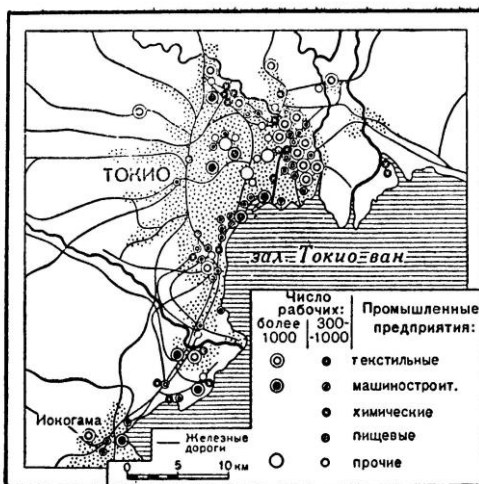 ТОКИО
зал. Токио-ван
Иокогама
Железные
дороги
0 5 10 км
Число
рабочих:
более
1000
300-
-1000
Промышленные
предприятия:
текстильные
машиностроит.
химические
пищевые
прочие